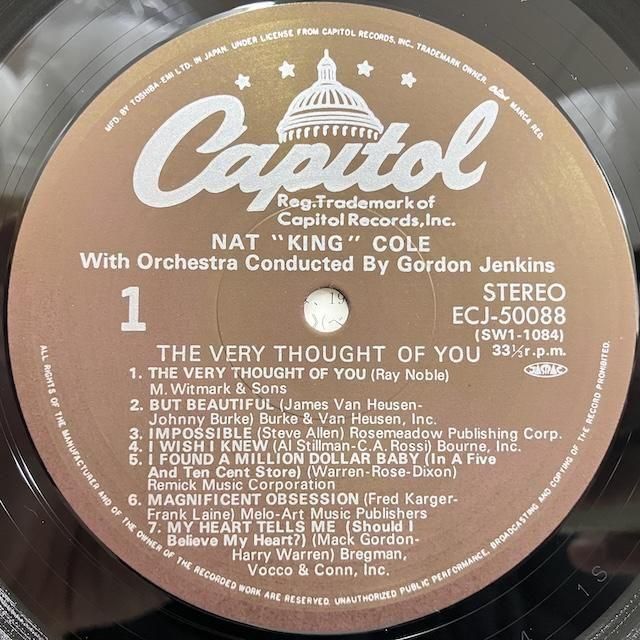 MFD. BY TOSHIBA-EMI LTD. IN JAPAN. UNDER LICENSE FROM CAPITOL RECORDS, INC. TRADEMARK OWNER. MARCA REG.
Capitol
Reg. Trademark of
Capitol Records, Inc.
NAT "KING" COLE
With Orchestra Conducted By Gordon Jenkins
1
STEREO
ECJ-50088
(SW1-1084)
33⅓ r.p.m.
THE VERY THOUGHT OF YOU
1. THE VERY THOUGHT OF YOU (Ray Noble)
M. Witmark & Sons
2. BUT BEAUTIFUL (James Van Heusen-
Johnny Burke) Burke & Van Heusen, Inc.
3. IMPOSSIBLE (Steve Allen) Rosemeadow Publishing Corp.
4. I WISH I KNEW (Al Stillman-C.A. Rossi) Bourne, Inc.
5. I FOUND A MILLION DOLLAR BABY (In A Five
And Ten Cent Store) (Warren-Rose-Dixon)
Remick Music Corporation
6. MAGNIFICENT OBSESSION (Fred Karger-
Frank Laine) Melo-Art Music Publishers
7. MY HEART TELLS ME (Should I
Believe My Heart?) (Mack Gordon-
Harry Warren) Bregman,
Vocco & Conn, Inc.
ALL RIGHTS OF THE MANUFACTURER AND OF THE OWNER OF THE RECORDED WORK RESERVED. UNAUTHORIZED PUBLIC PERFORMANCE, BROADCASTING AND COPYING OF THE RECORD PROHIBITED.
1S